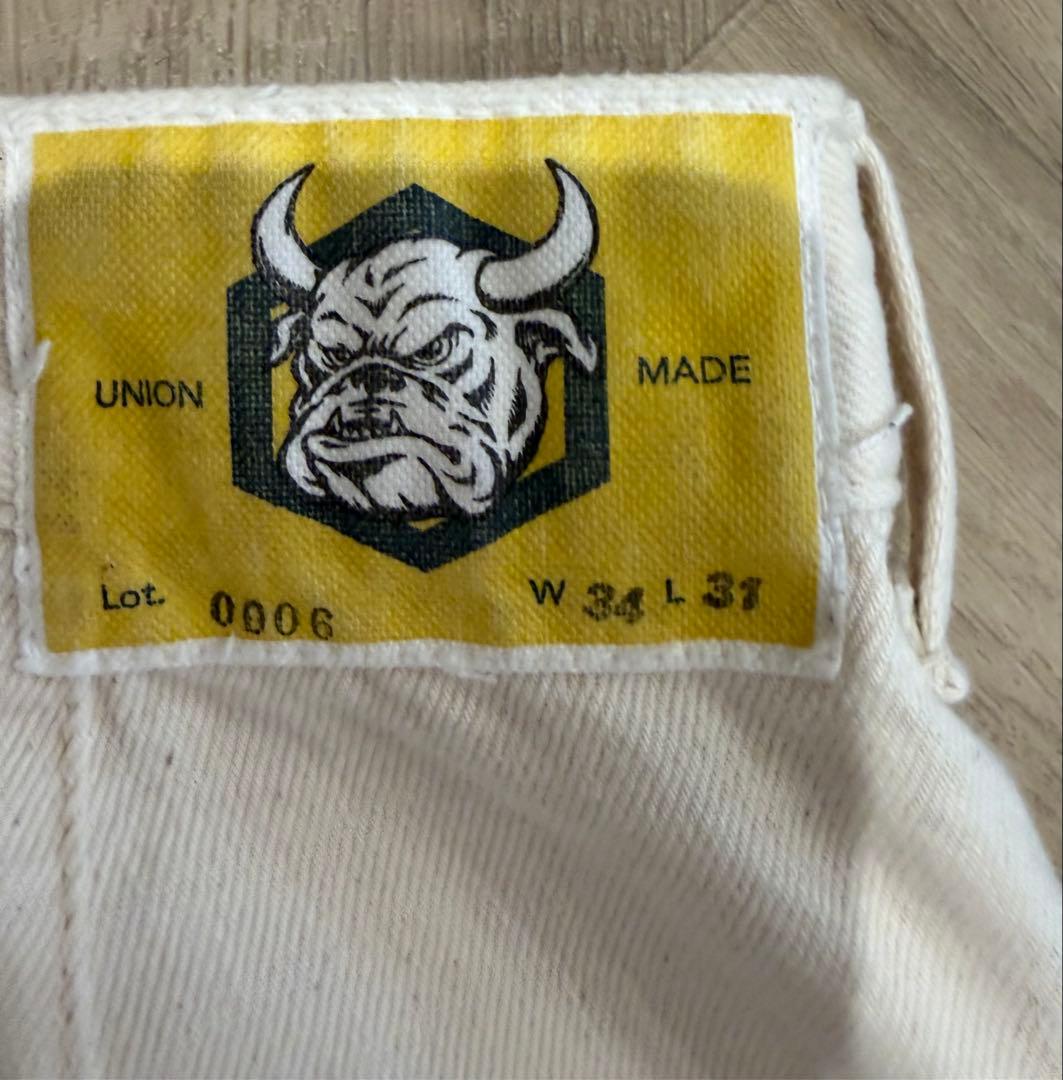 UNION MADE
Lot. 0006 W 34 L 31